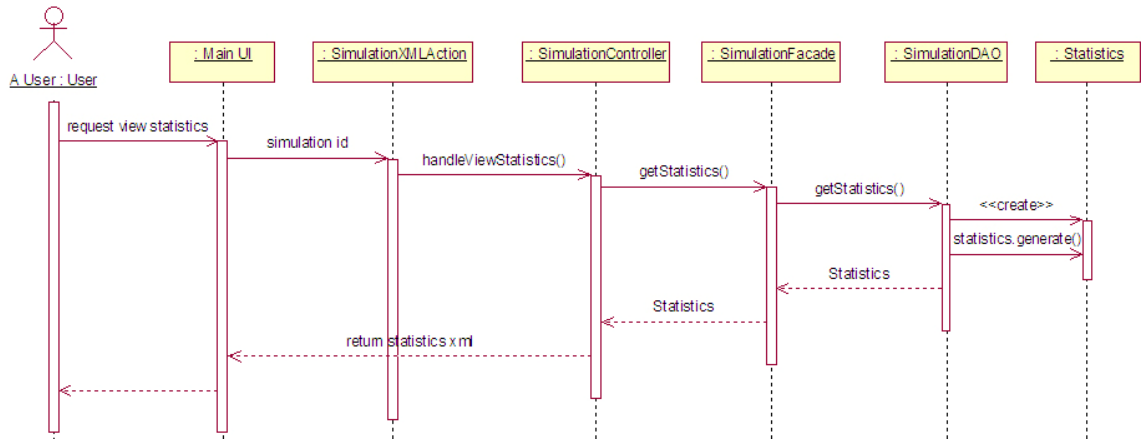 : Main UI
: SimulationXMLAction
: SimulationController
: SimulationFacade
: SimulationDAO
: Statistics
A User : User
request view statistics
simulation id
handleViewStatistics()
getStatistics()
getStatistics()
<<create>>
statistics.generate()
Statistics
Statistics
return statistics xml